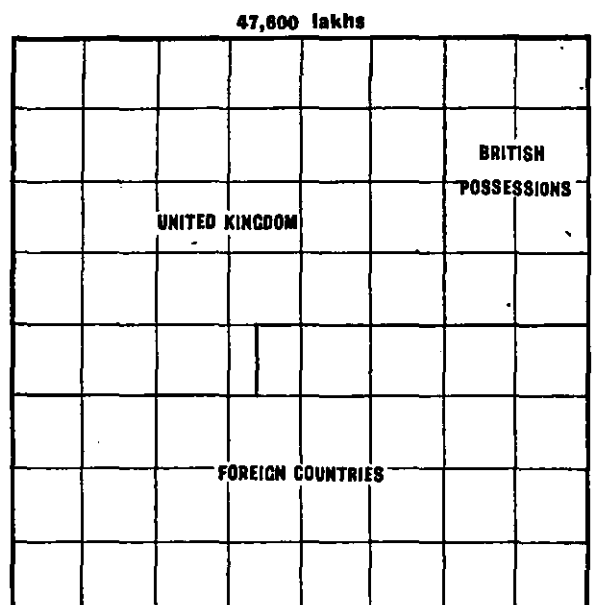 47,600 lakhs
BRITISH
POSSESSIONS
UNITED KINGDOM
FOREIGN COUNTRIES